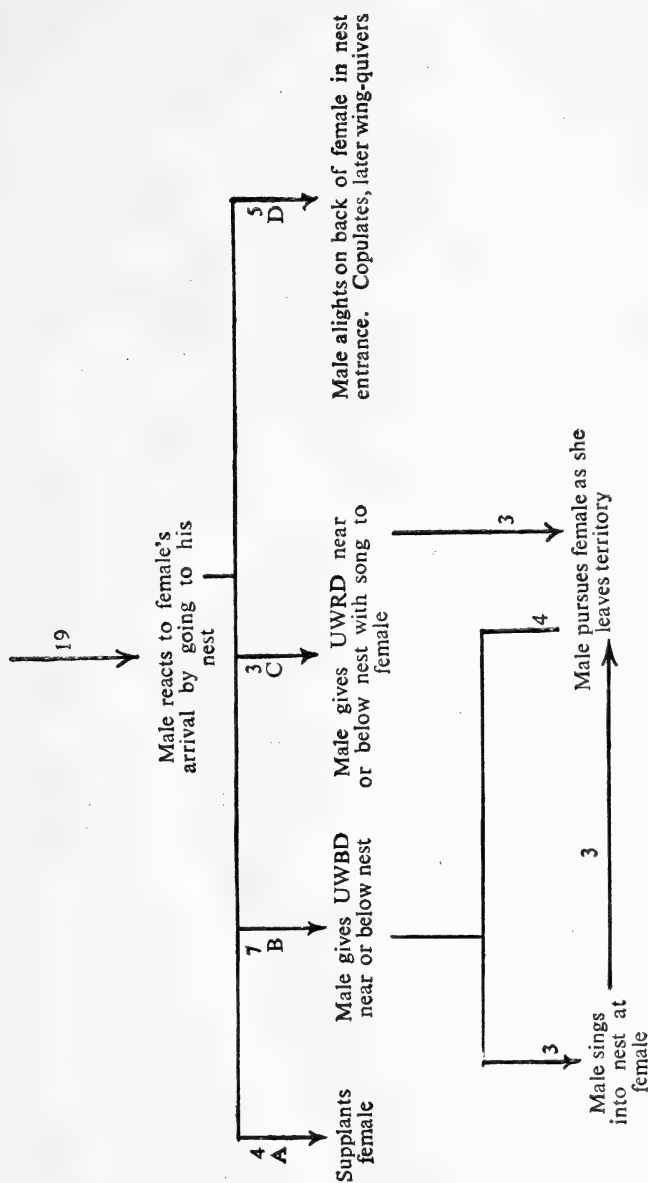 19
Male reacts to female's
arrival by going to his
nest
4
A
7
B
3
C
5
D
Supplants
female
Male gives UWBD
near or below nest
Male gives UWRD near
or below nest with song to
female
Male alights on back of female in nest
entrance. Copulates, later wing-quivers
3
4
3
Male sings
into nest at
female
3
Male pursues female as she
leaves territory